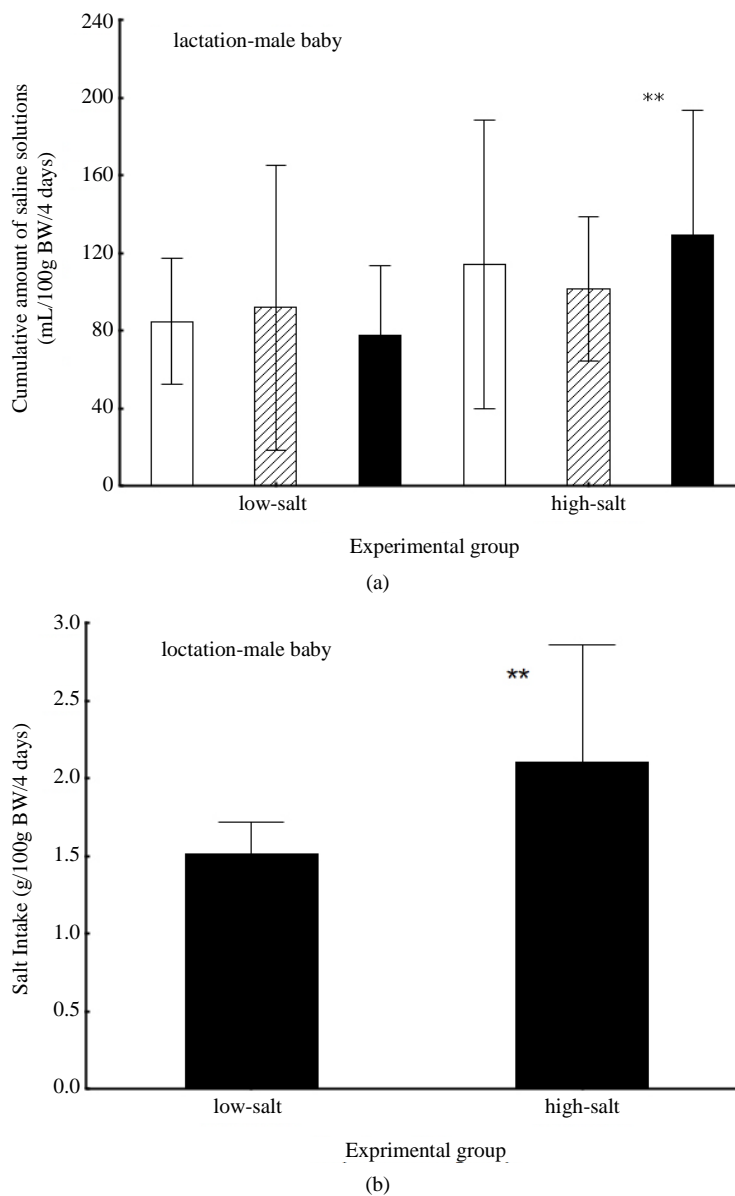 240
lactation-male baby
200
**
160
120
80
40
0
Cumulative amount of saline solutions
(mL/100g BW/4 days)
low-salt
high-salt
Experimental group
(a)
3.0
loctation-male baby
2.5
**
2.0
1.5
1.0
0.5
0.0
Salt Intake (g/100g BW/4 days)
low-salt
high-salt
Exprimental group
(b)